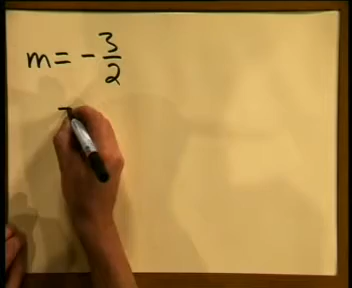 m = - 3/2